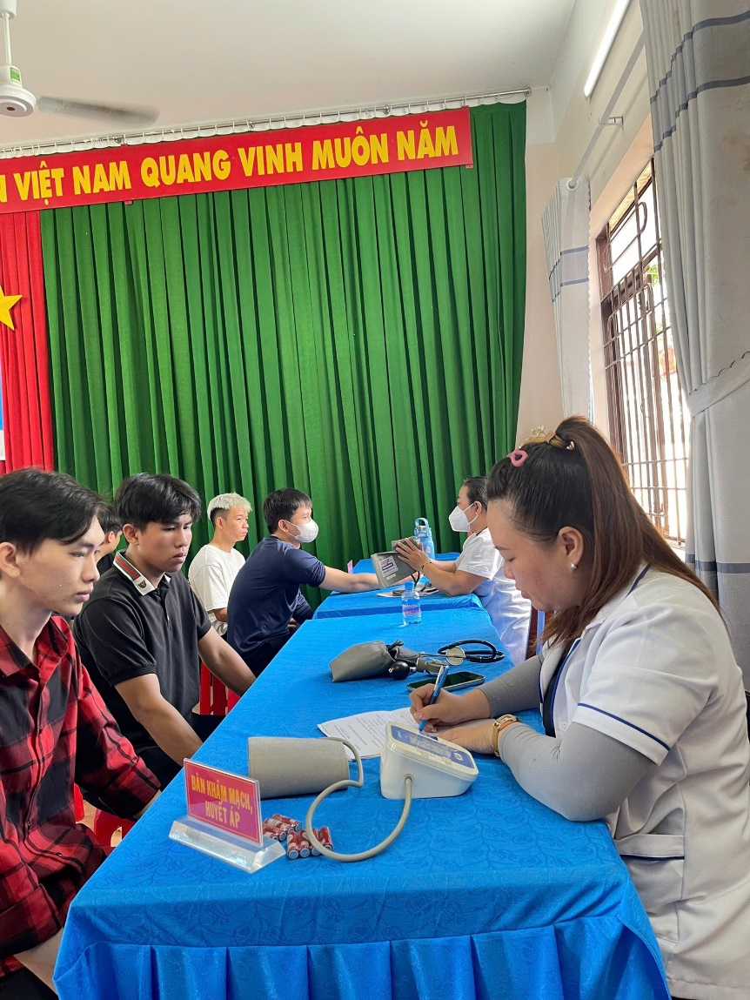 VIỆT NAM QUANG VINH MUÔN NĂM
BÀN KHÁM MẠCH,
HUYẾT ÁP